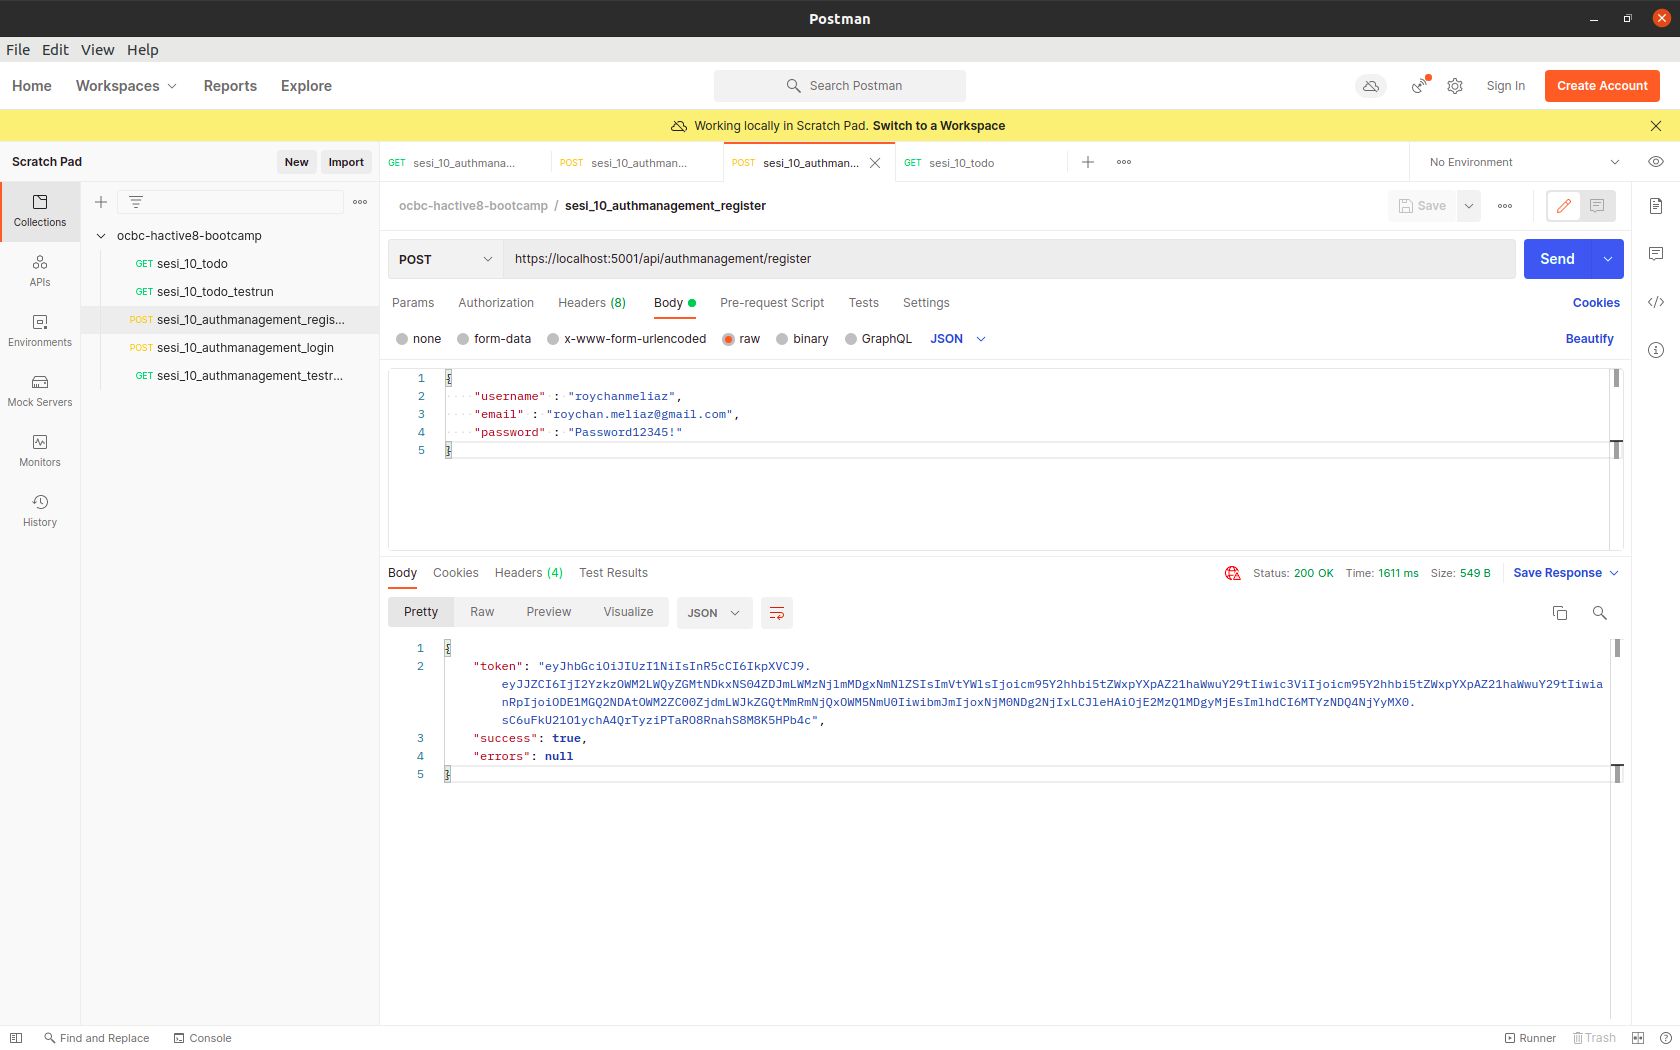 Postman
File Edit View Help
Home Workspaces Reports Explore Search Postman Sign In Create Account
Working locally in Scratch Pad. Switch to a Workspace
Scratch Pad New Import
GET sesi_10_authmana... POST sesi_10_authman... POST sesi_10_authman... GET sesi_10_todo No Environment
Collections
APIs
Environments
Mock Servers
Monitors
History
ocbc-hactive8-bootcamp
GET sesi_10_todo
GET sesi_10_todo_testrun
POST sesi_10_authmanagement_regis...
POST sesi_10_authmanagement_login
GET sesi_10_authmanagement_testr...
ocbc-hactive8-bootcamp / sesi_10_authmanagement_register Save
POST https://localhost:5001/api/authmanagement/register Send
Params Authorization Headers (8) Body Pre-request Script Tests Settings Cookies
none form-data x-www-form-urlencoded raw binary GraphQL JSON Beautify
1 {
2 "username" : "roychanmeliaz",
3 "email" : "roychan.meliaz@gmail.com",
4 "password" : "Password12345!"
5 }
Body Cookies Headers (4) Test Results Status: 200 OK Time: 1611 ms Size: 549 B Save Response
Pretty Raw Preview Visualize JSON
1 {
2 "token": "eyJhbGciOiJIUzI1NiIsInR5cCI6IkpXVCJ9.
eyJJZCI6IjI2YzkzOWM2LWQyZGMtNDkxNS04ZDJmLWMzNjlmMDgxNmNlZSIsImVtYWlsIjoicm95Y2hhbi5tZWxpYXpAZ21haWwuY29tIiwic3ViIjoicm95Y2hhbi5tZWxpYXpAZ21haWwuY29tIiwia
nRpIjoiODE1MGQ2NDAtOWM2ZC00ZjdmLWJkZGQtMmRmNjQxOWM5NmU0IiwibmJmIjoxNjM0NDg2NjIxLCJleHAiOjE2MzQ1MDgyMjEsImlhdCI6MTYzNDQ4NjYyMX0.
sC6uFkU21O1ychA4QrTyziPTaRO8RnahS8M8K5HPb4c",
3 "success": true,
4 "errors": null
5 }
Find and Replace Console Runner Trash